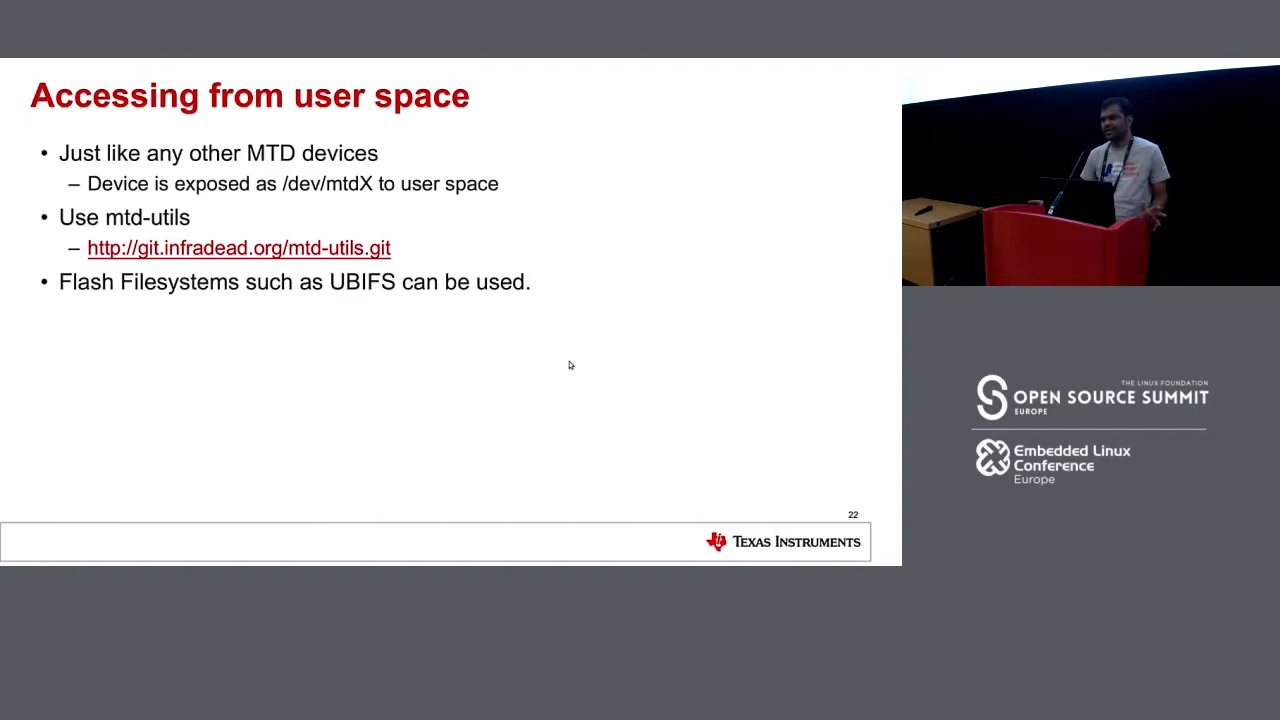 Accessing from user space
• Just like any other MTD devices
– Device is exposed as /dev/mtdX to user space
• Use mtd-utils
– http://git.infradead.org/mtd-utils.git
• Flash Filesystems such as UBIFS can be used.
22
TEXAS INSTRUMENTS
THE LINUX FOUNDATION
OPEN SOURCE SUMMIT
EUROPE
Embedded Linux
Conference
Europe